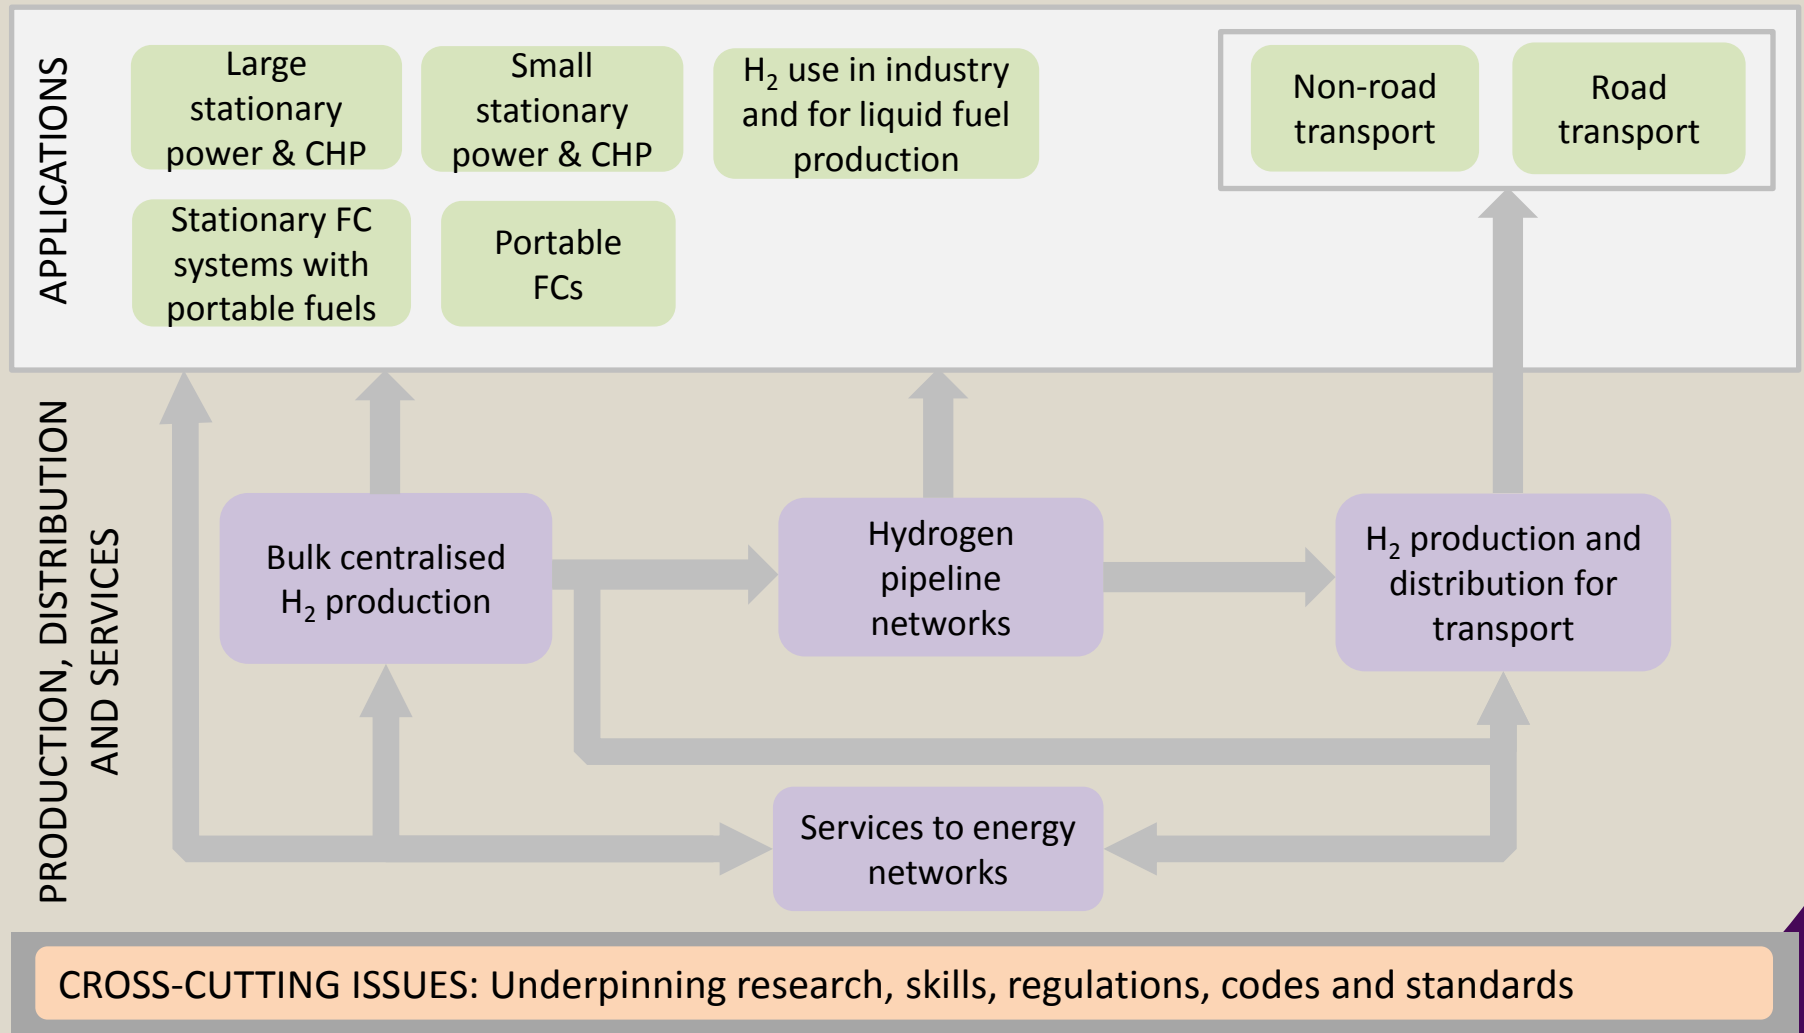 APPLICATIONS
Large
stationary
power & CHP
Small
stationary
power & CHP
H₂ use in industry
and for liquid fuel
production
Non-road
transport
Road
transport
Stationary FC
systems with
portable fuels
Portable
FCs
PRODUCTION, DISTRIBUTION
AND SERVICES
Bulk centralised
H₂ production
Hydrogen
pipeline
networks
H₂ production and
distribution for
transport
Services to energy
networks
CROSS-CUTTING ISSUES: Underpinning research, skills, regulations, codes and standards